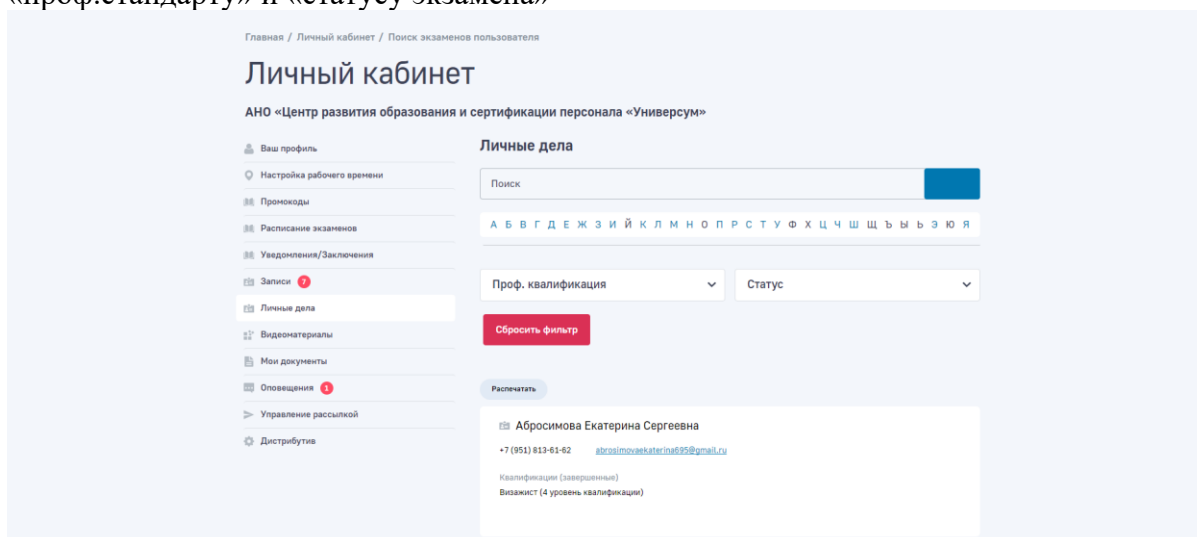 «проф.стандарту» и «статусу экзамена»
Главная / Личный кабинет / Поиск экзаменов пользователя
Личный кабинет
АНО «Центр развития образования и сертификации персонала «Универсум»
Ваш профиль
Настройка рабочего времени
Промокоды
Расписание экзаменов
Уведомления/Заключения
Записи 7
Личные дела
Видеоматериалы
Мои документы
Оповещения 1
Управление рассылкой
Дистрибутив
Личные дела
Поиск
А Б В Г Д Е Ж З И Й К Л М Н О П Р С Т У Ф Х Ц Ч Ш Щ Ъ Ы Ь Э Ю Я
Проф. квалификация
Статус
Сбросить фильтр
Распечатать
Абросимова Екатерина Сергеевна
+7 (951) 813-61-62 abrosimovaekaterina695@gmail.ru
Квалификации (завершенные)
Визажист (4 уровень квалификации)